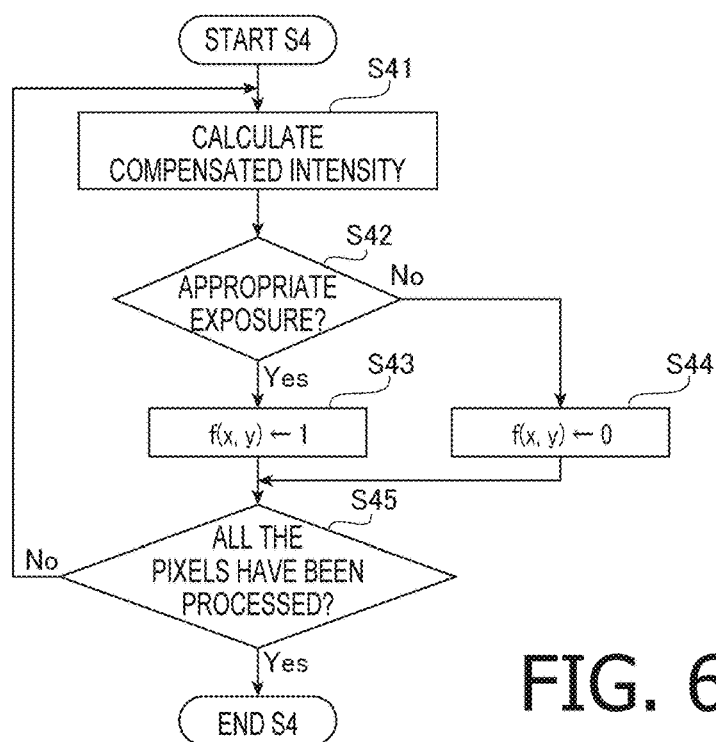 START S4
S41
CALCULATE
COMPENSATED INTENSITY
S42
APPROPRIATE
EXPOSURE?
No
Yes
S43
f(x, y) ← 1
S44
f(x, y) ← 0
S45
ALL THE
PIXELS HAVE BEEN
PROCESSED?
No
Yes
END S4
FIG. 6